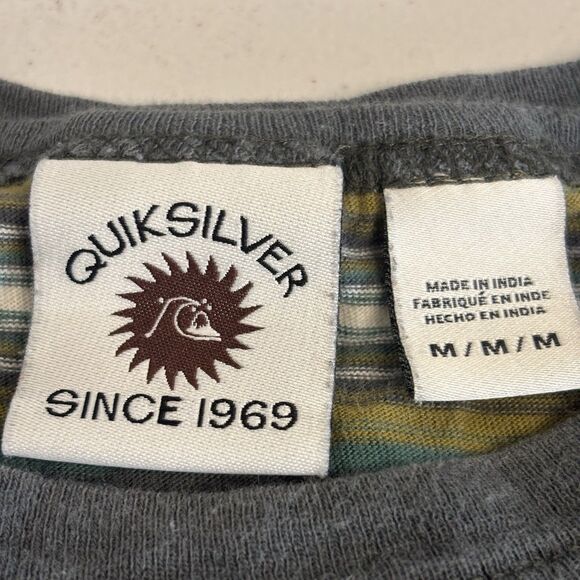 QUIKSILVER
SINCE 1969
MADE IN INDIA
FABRIQUÉ EN INDE
HECHO EN INDIA
M / M / M